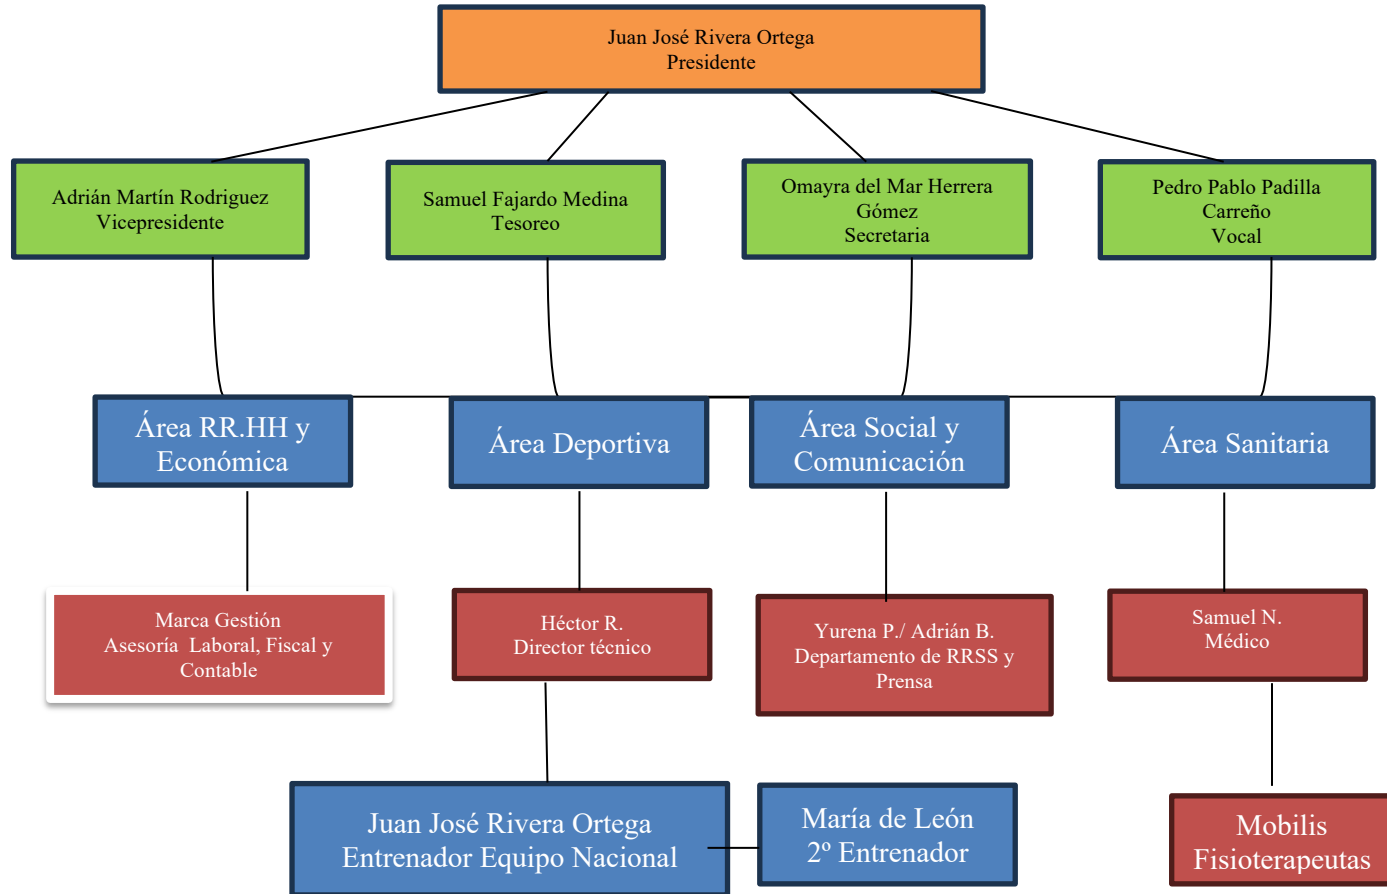 Juan José Rivera Ortega
Presidente
Adrián Martín Rodriguez
Vicepresidente
Samuel Fajardo Medina
Tesoreo
Omayra del Mar Herrera
Gómez
Secretaria
Pedro Pablo Padilla
Carreño
Vocal
Área RR.HH y
Económica
Área Deportiva
Área Social y
Comunicación
Área Sanitaria
Marca Gestión
Asesoría Laboral, Fiscal y
Contable
Héctor R.
Director técnico
Yurena P./ Adrián B.
Departamento de RRSS y
Prensa
Samuel N.
Médico
Juan José Rivera Ortega
Entrenador Equipo Nacional
María de León
2º Entrenador
Mobilis
Fisioterapeutas